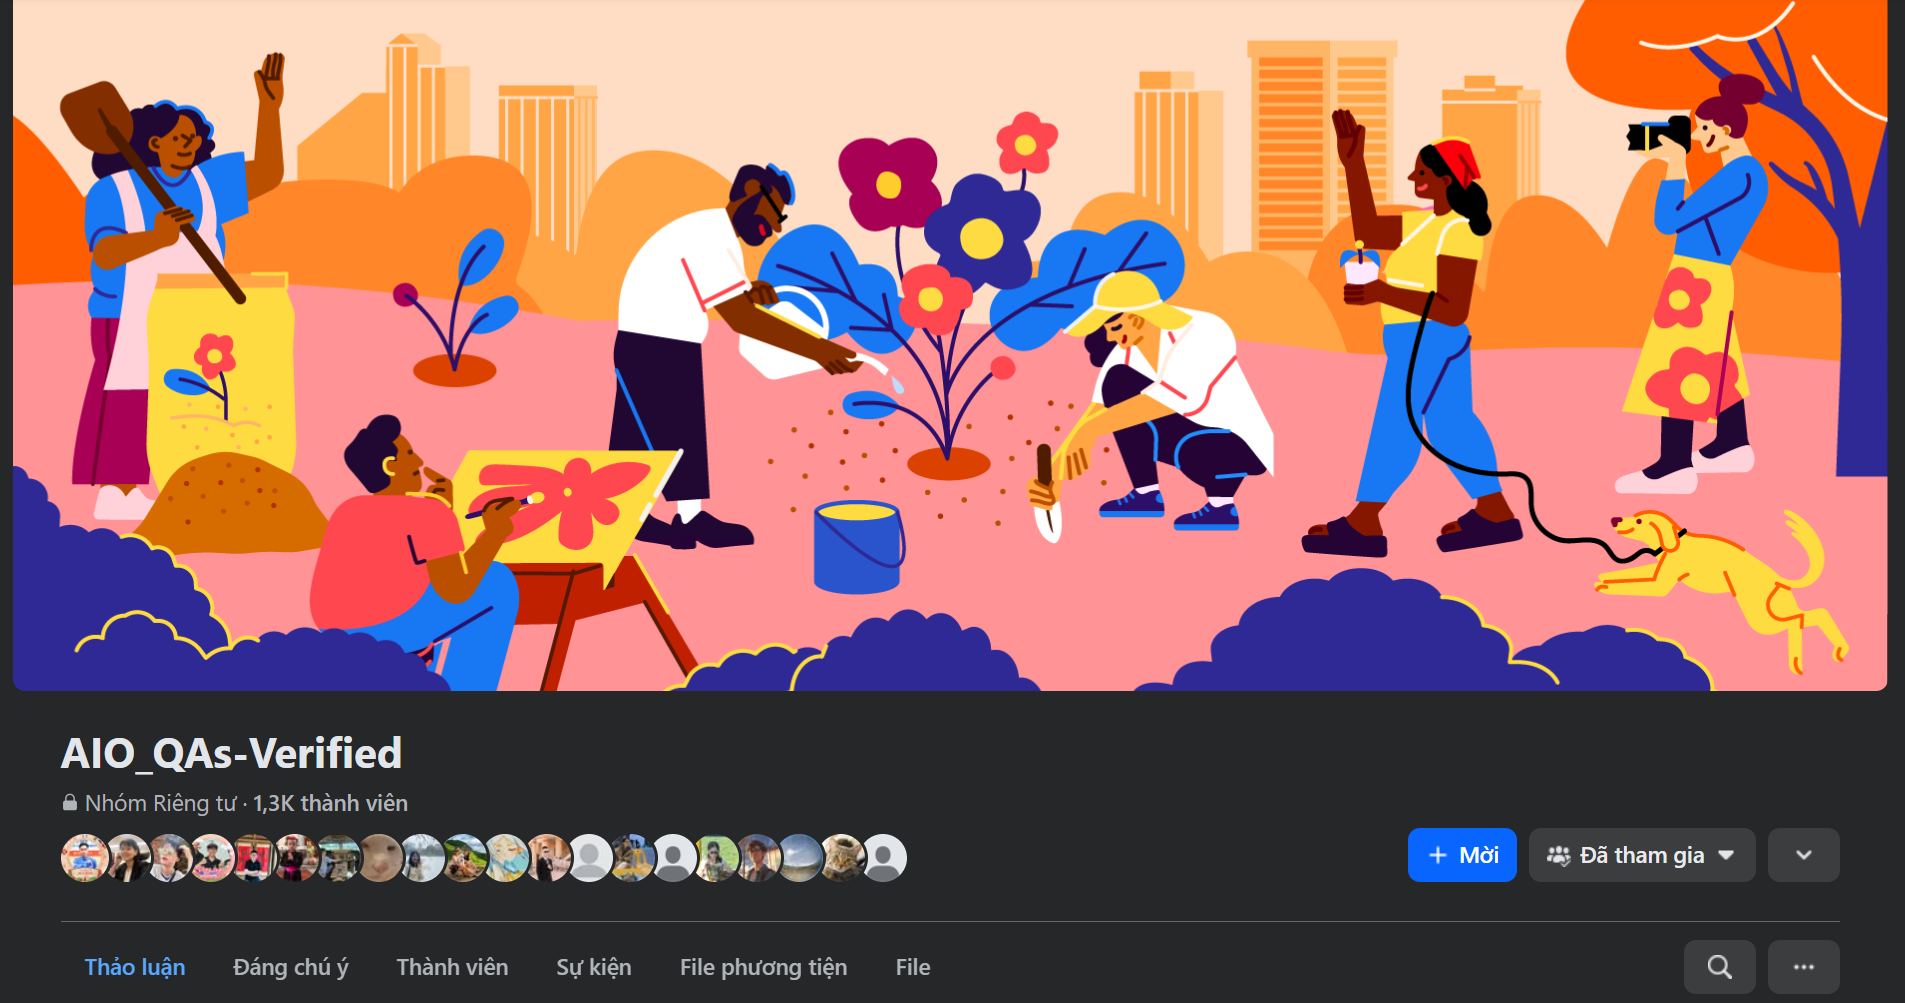 AIO_QAs-Verified
Nhóm Riêng tư · 1,3K thành viên
+ Mời
Đã tham gia
Thảo luận
Đáng chú ý
Thành viên
Sự kiện
File phương tiện
File